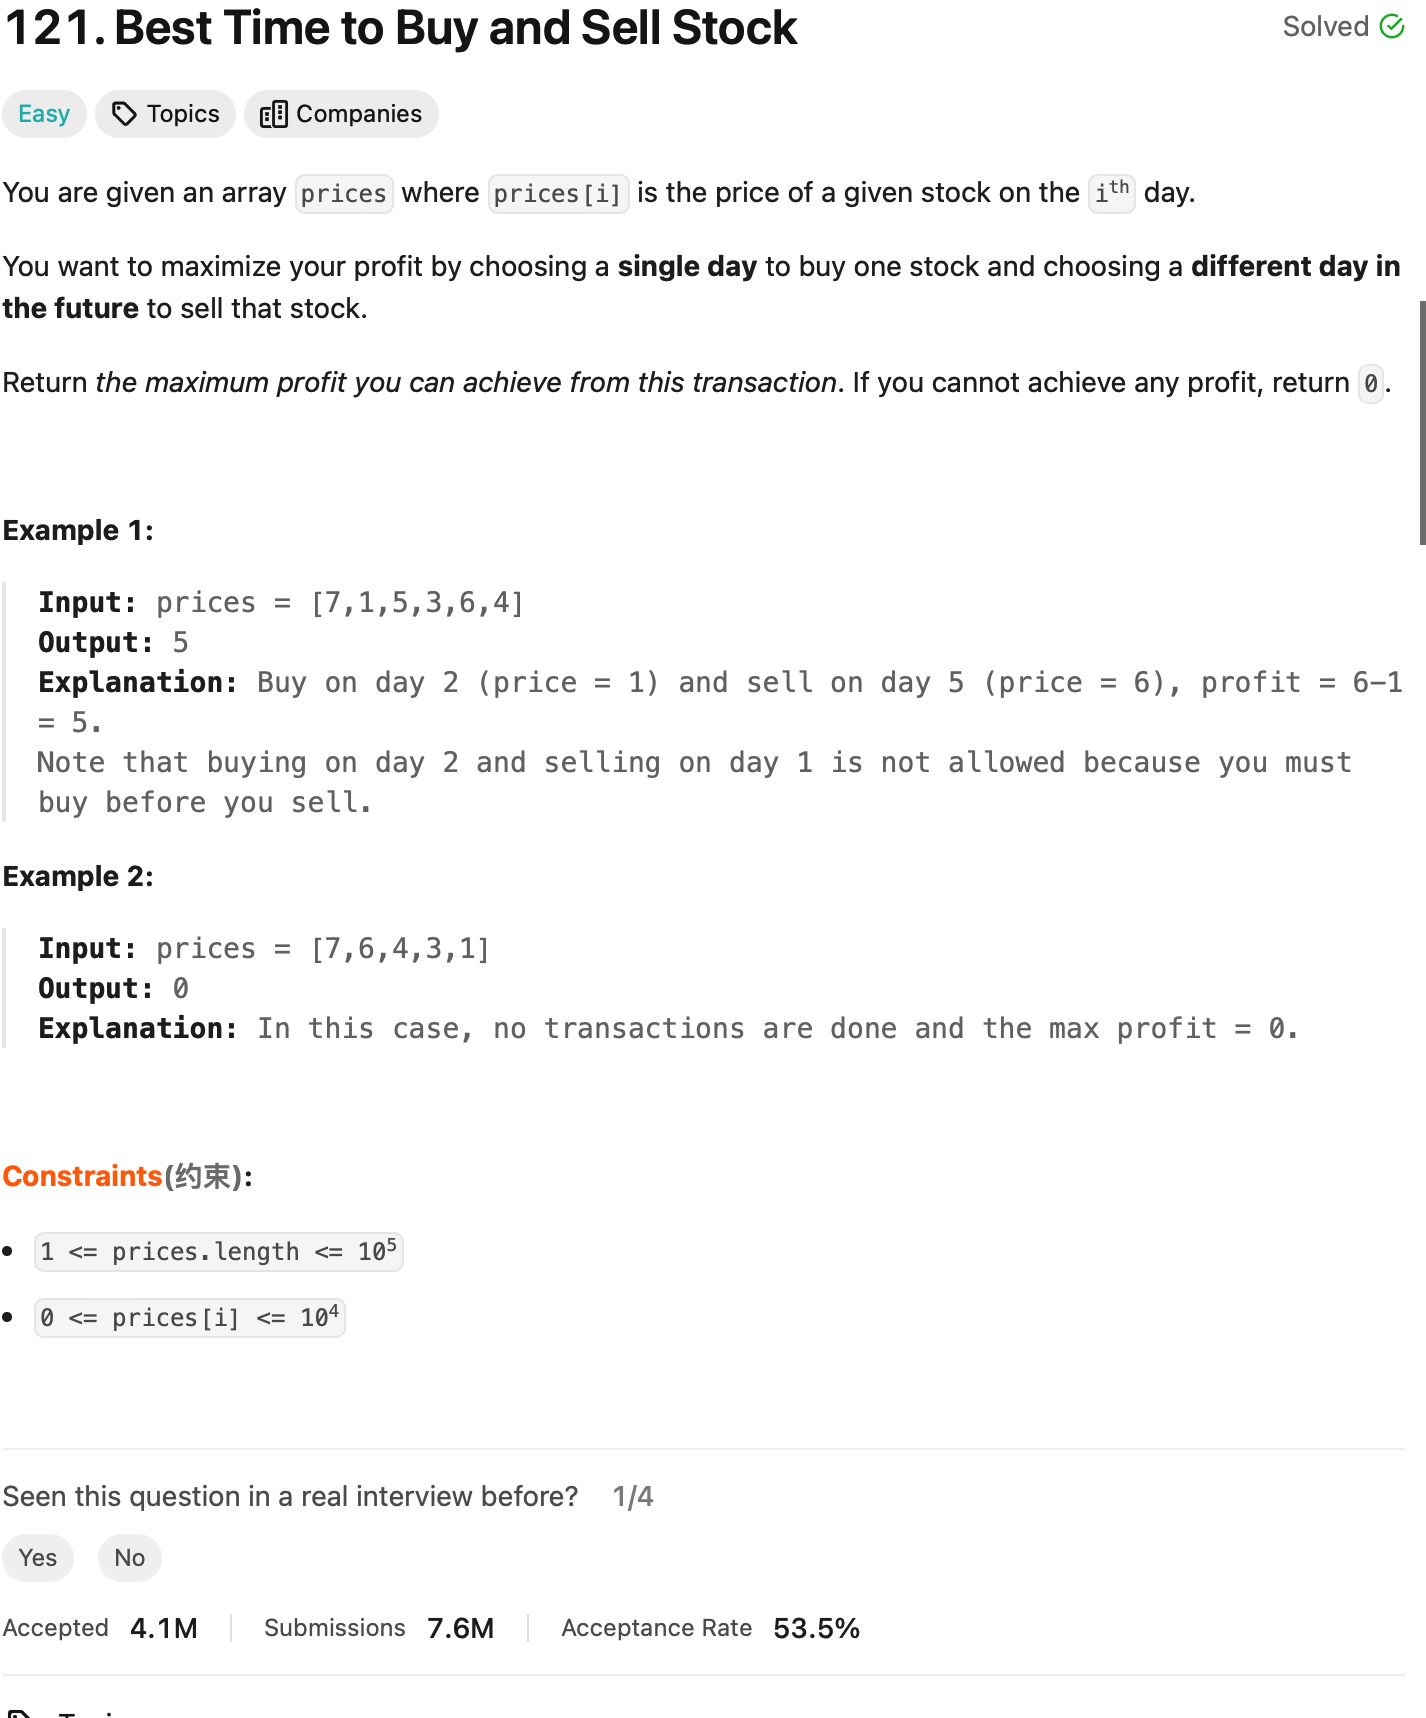 121. Best Time to Buy and Sell Stock
Solved
Easy
Topics
Companies
You are given an array prices where prices[i] is the price of a given stock on the ith day.
You want to maximize your profit by choosing a single day to buy one stock and choosing a different day in
the future to sell that stock.
Return the maximum profit you can achieve from this transaction. If you cannot achieve any profit, return 0.
Example 1:
Input: prices = [7,1,5,3,6,4]
Output: 5
Explanation: Buy on day 2 (price = 1) and sell on day 5 (price = 6), profit = 6-1
= 5.
Note that buying on day 2 and selling on day 1 is not allowed because you must
buy before you sell.
Example 2:
Input: prices = [7,6,4,3,1]
Output: 0
Explanation: In this case, no transactions are done and the max profit = 0.
Constraints(约束):
1 <= prices.length <= 10⁵
0 <= prices[i] <= 10⁴
Seen this question in a real interview before? 1/4
Yes
No
Accepted 4.1M
Submissions 7.6M
Acceptance Rate 53.5%